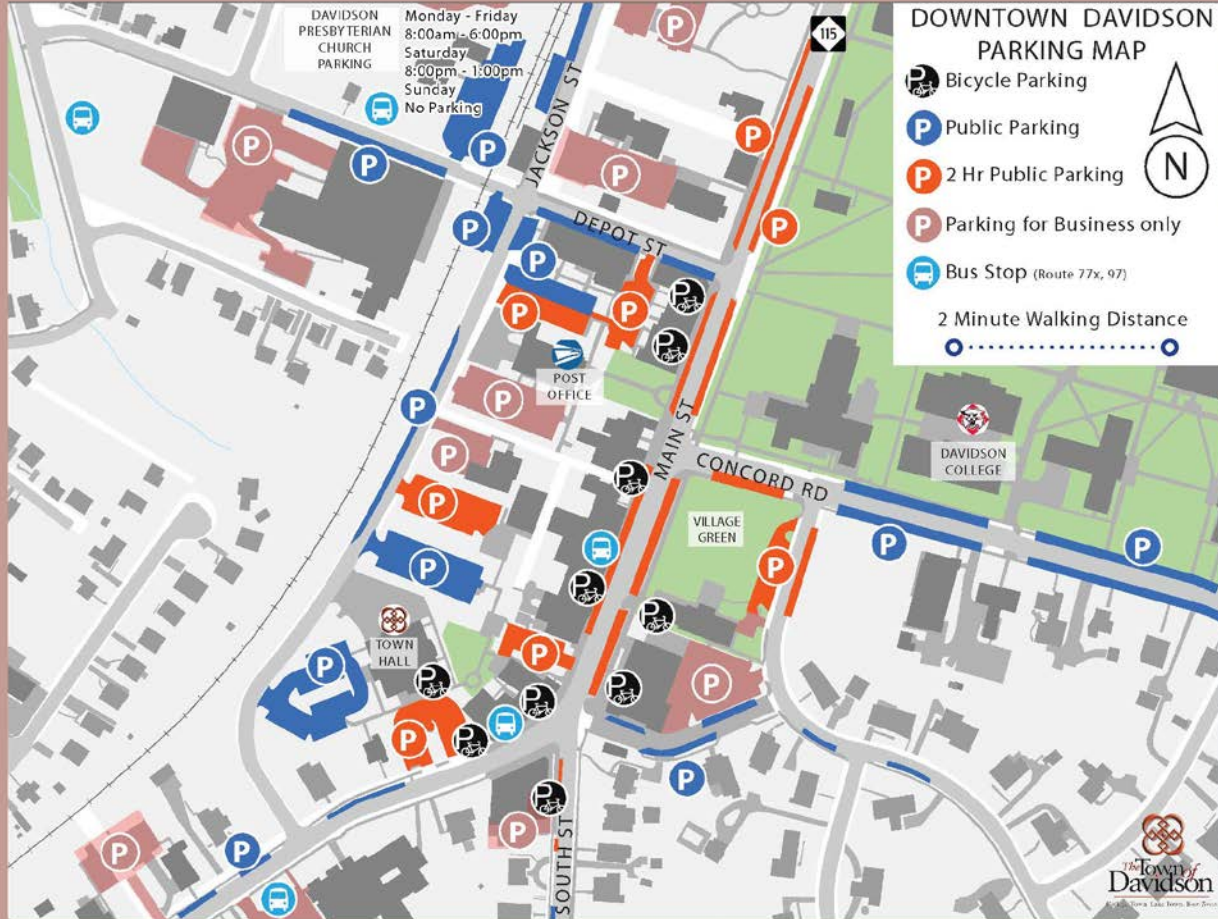 DAVIDSON
PRESBYTERIAN
CHURCH
PARKING
Monday - Friday
8:00am - 6:00pm
Saturday
8:00pm - 1:00pm
Sunday
No Parking
115
DOWNTOWN DAVIDSON
PARKING MAP
P Bicycle Parking
P Public Parking
P 2 Hr Public Parking
P Parking for Business only
Bus Stop (Route 77x, 97)
2 Minute Walking Distance
N
JACKSON ST
DEPOT ST
POST
OFFICE
MAIN ST
CONCORD RD
DAVIDSON
COLLEGE
VILLAGE
GREEN
TOWN
HALL
SOUTH ST
The Town of
Davidson